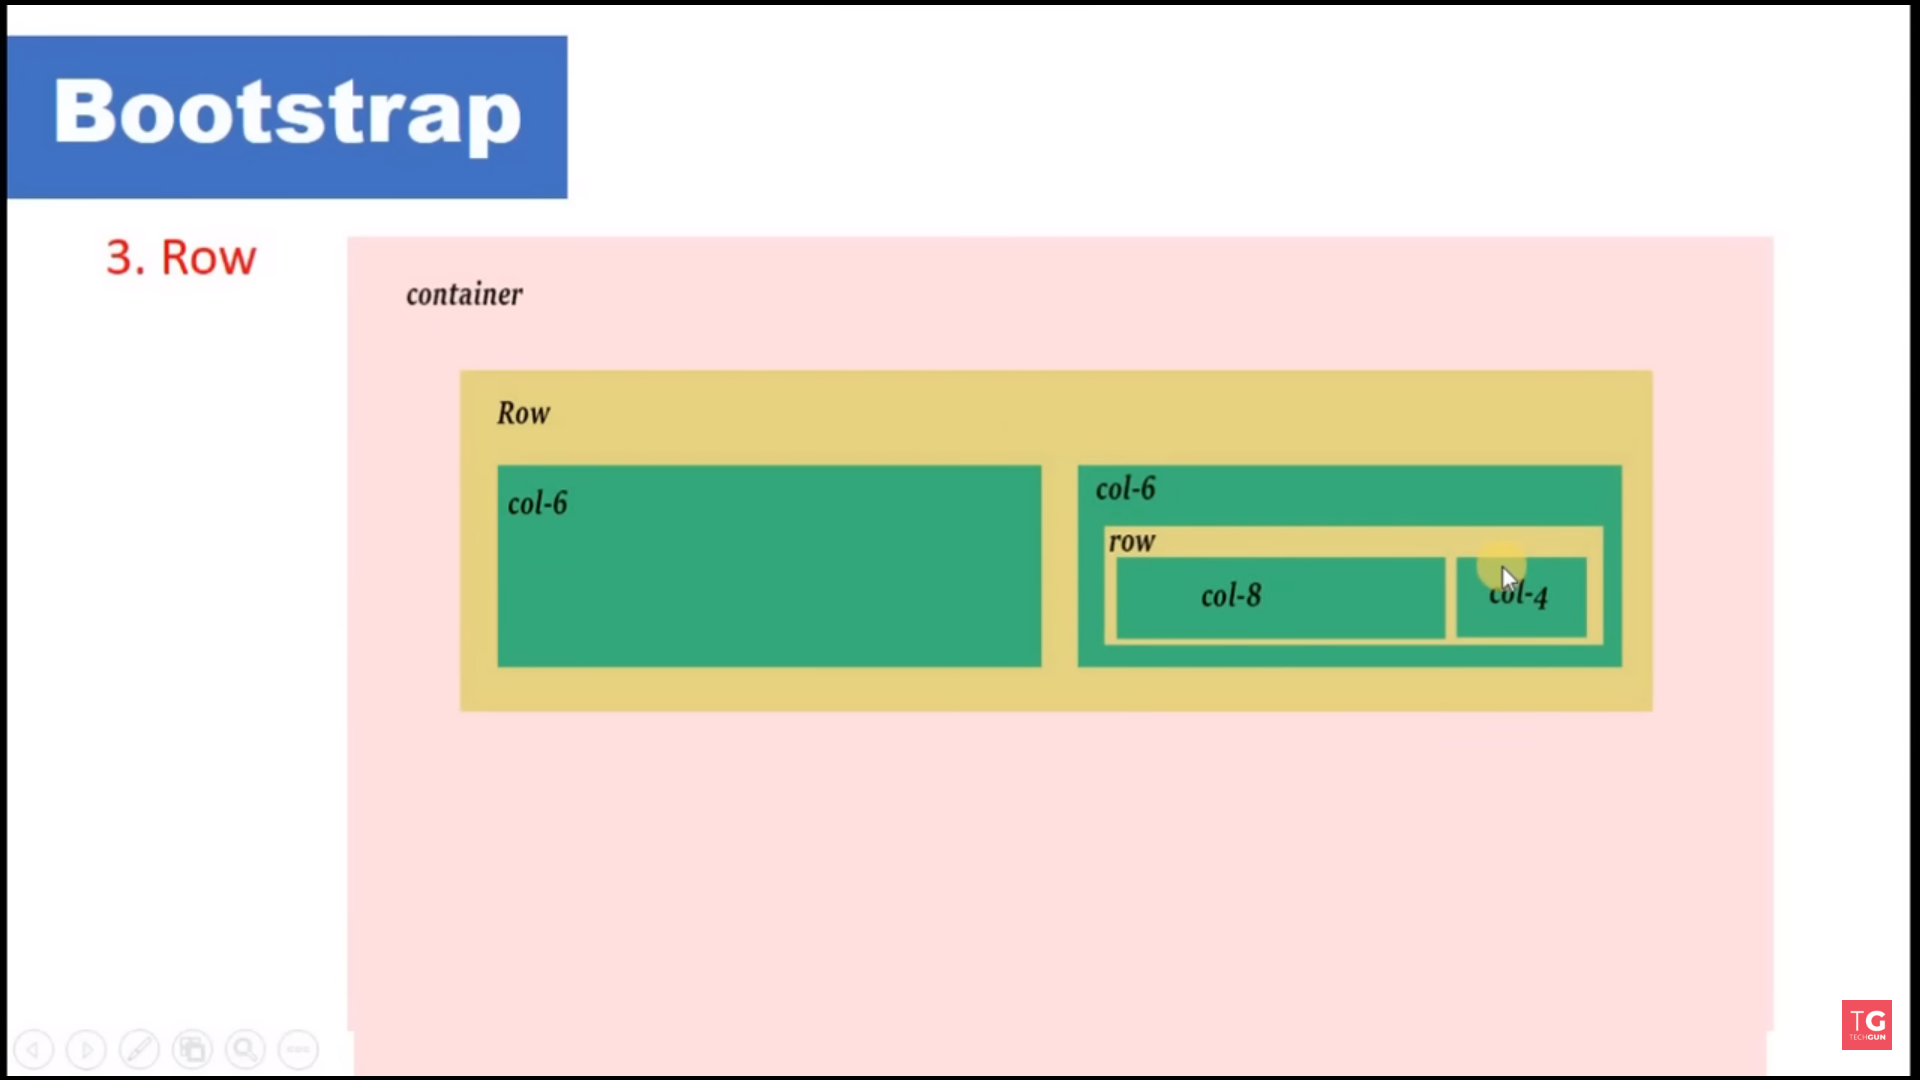 Bootstrap
3. Row
container
Row
col-6
col-6
row
col-8
col-4
TG
TECHGUN